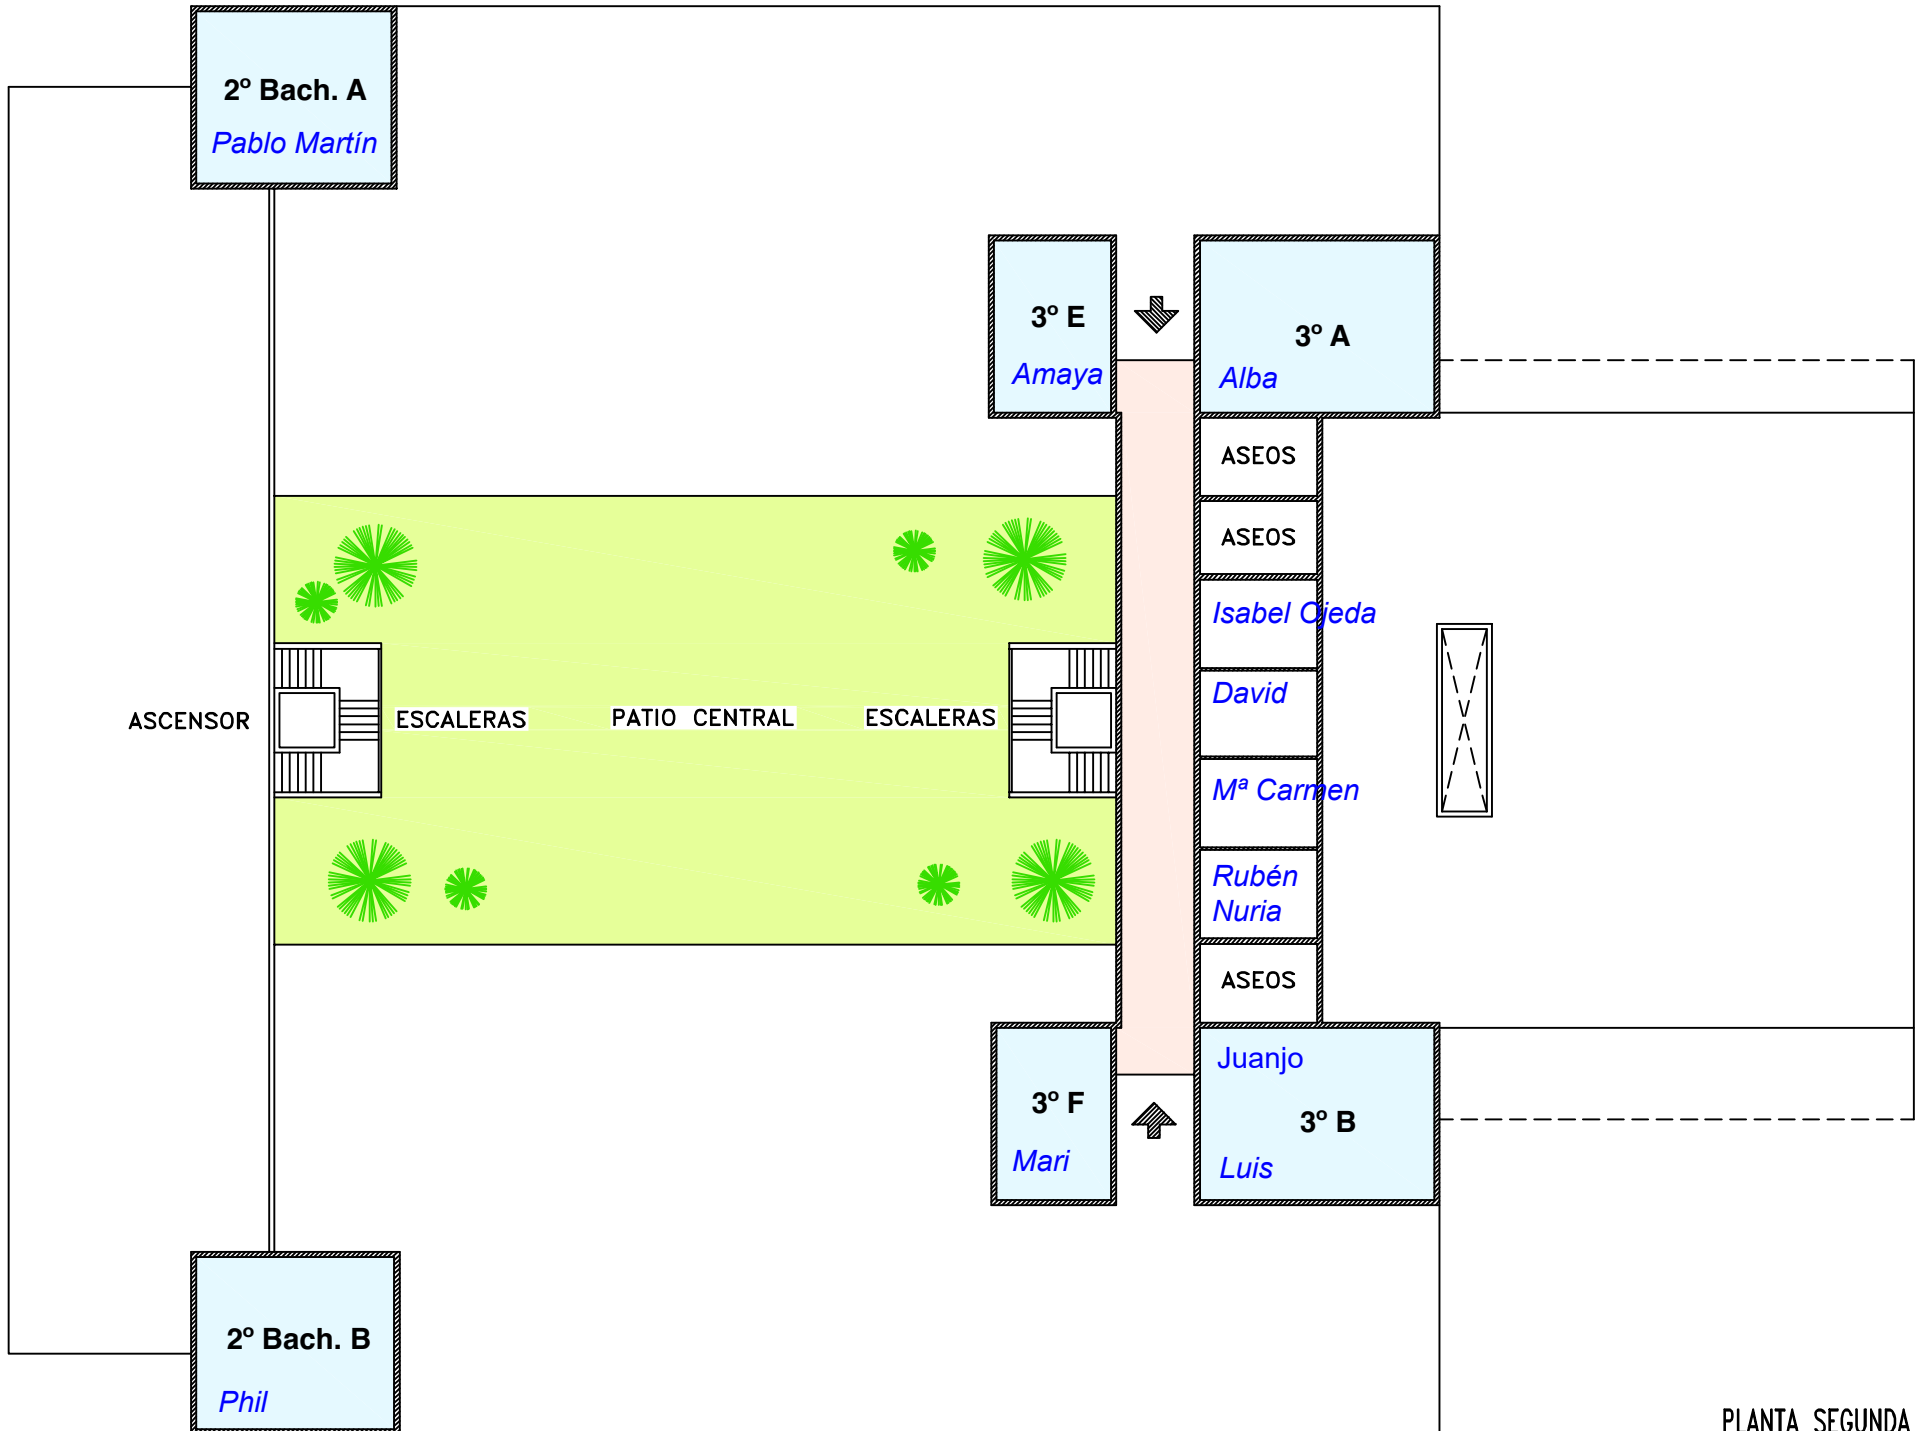 2º Bach. A
Pablo Martín
3º E
Amaya
3º A
Alba
ASEOS
ASEOS
Isabel Ojeda
David
ASCENSOR
ESCALERAS
PATIO CENTRAL
ESCALERAS
Mª Carmen
Rubén
Nuria
ASEOS
Juanjo
3º F
Mari
3º B
Luis
2º Bach. B
Phil
PLANTA SEGUNDA